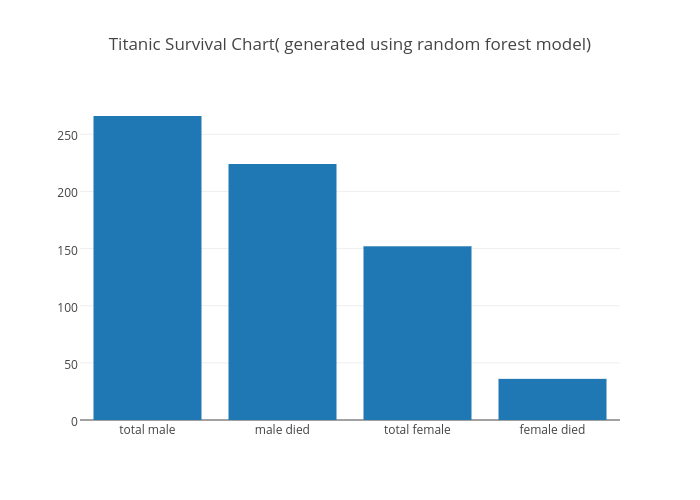 Titanic Survival Chart( generated using random forest model)
250
200
150
100
50
0
total male
male died
total female
female died